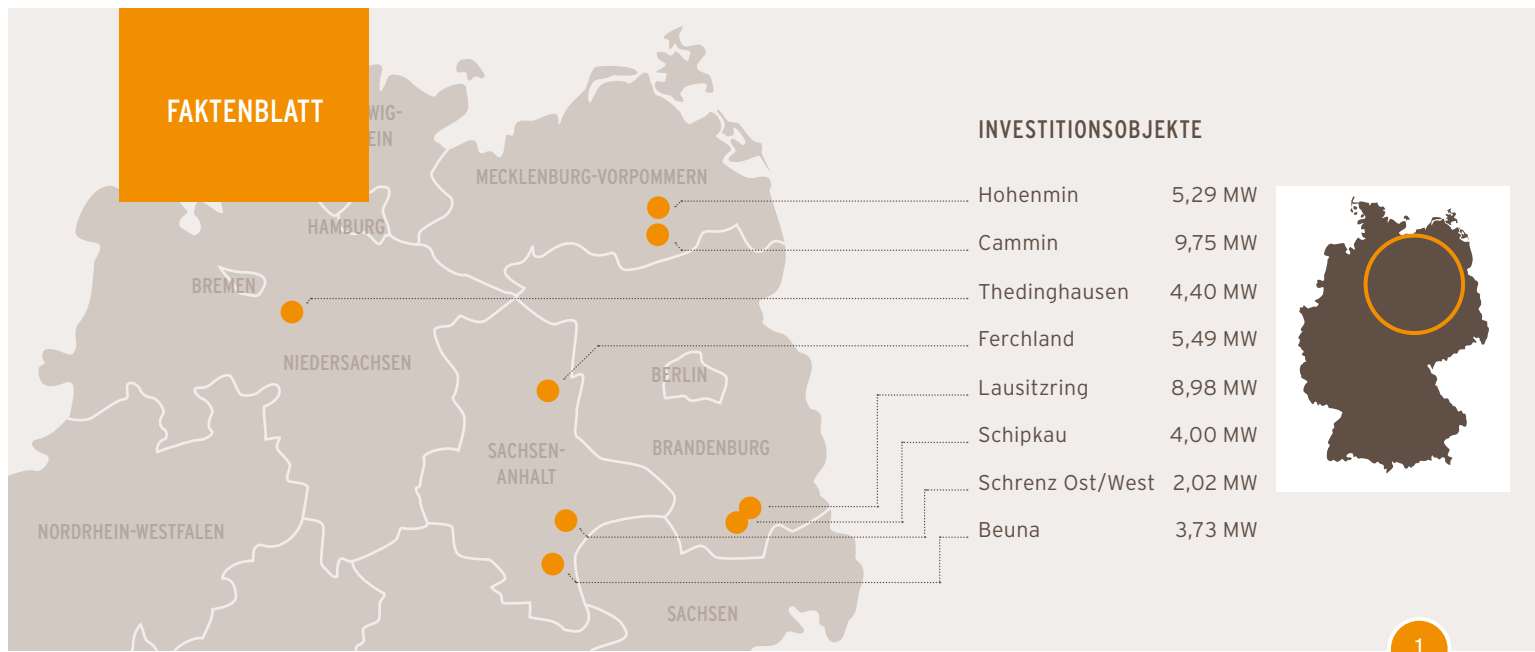 FAKTENBLATT
WIG-
EIN
MECKLENBURG-VORPOMMERN
HAMBURG
BREMEN
NIEDERSACHSEN
BERLIN
SACHSEN-
ANHALT
BRANDENBURG
NORDRHEIN-WESTFALEN
SACHSEN
INVESTITIONSOBJEKTE
Hohenmin 5,29 MW
Cammin 9,75 MW
Thedinghausen 4,40 MW
Ferchland 5,49 MW
Lausitzring 8,98 MW
Schipkau 4,00 MW
Schrenz Ost/West 2,02 MW
Beuna 3,73 MW
1